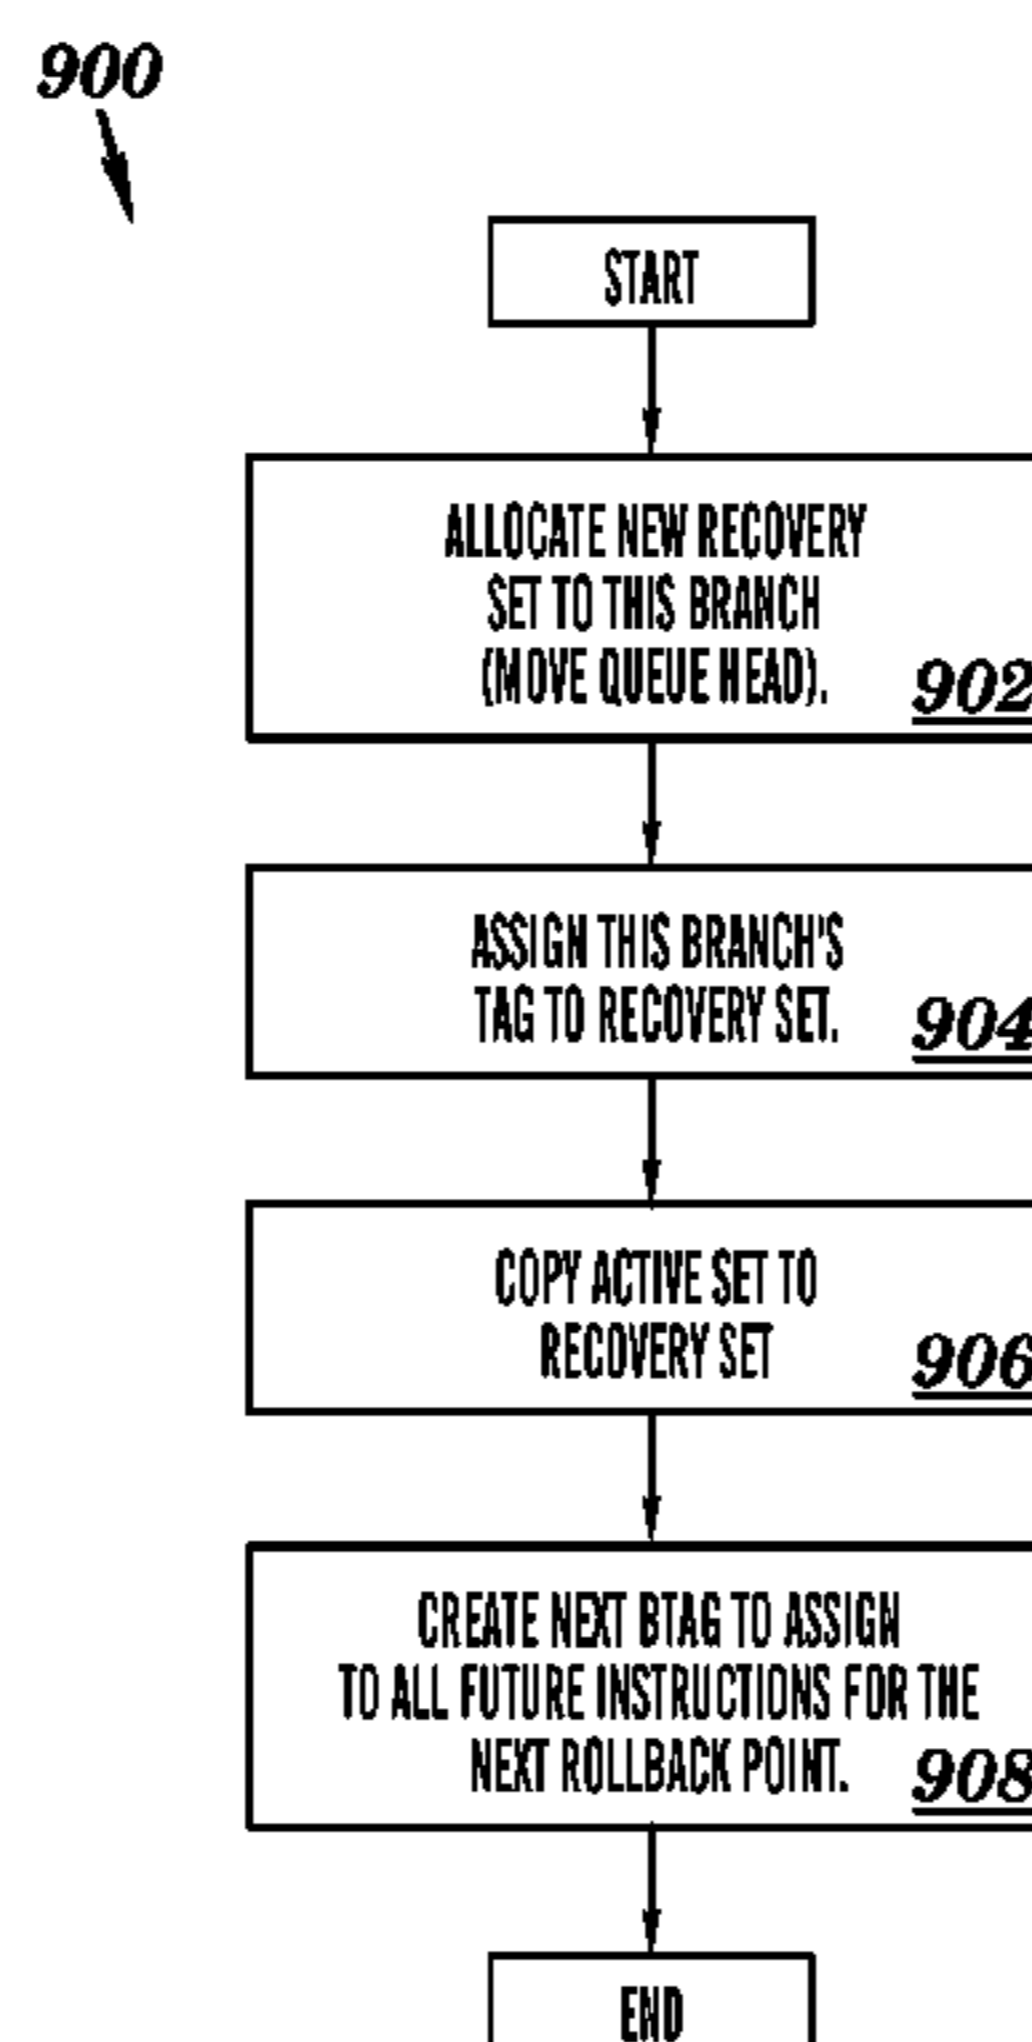 900
START
ALLOCATE NEW RECOVERY
SET TO THIS BRANCH
(MOVE QUEUE HEAD).
902
ASSIGN THIS BRANCH'S
TAG TO RECOVERY SET.
904
COPY ACTIVE SET TO
RECOVERY SET
906
CREATE NEXT BTAG TO ASSIGN
TO ALL FUTURE INSTRUCTIONS FOR THE
NEXT ROLLBACK POINT.
908
END